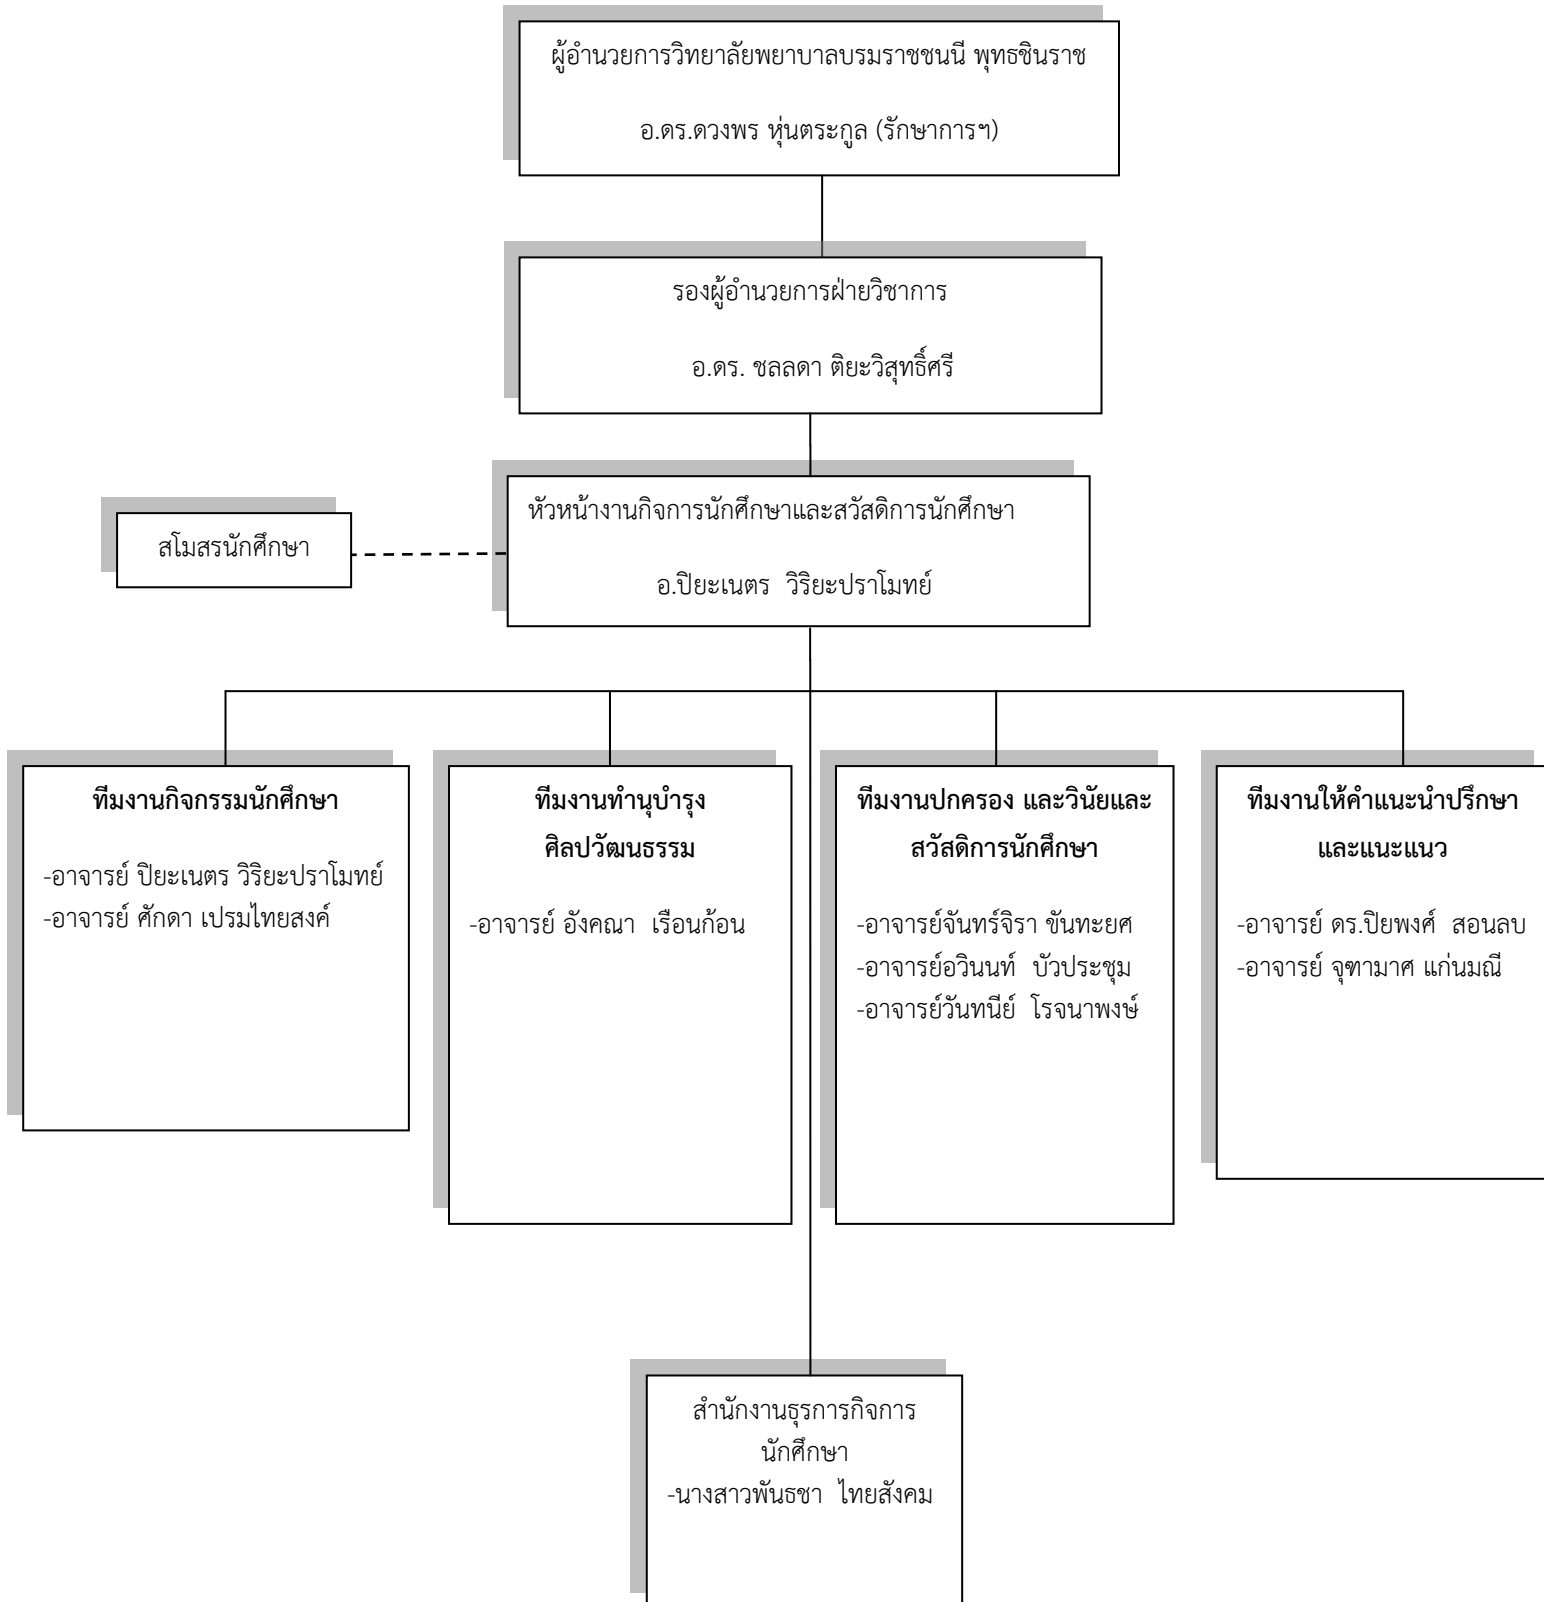 ผู้อำนวยการวิทยาลัยพยาบาลบรมราชชนนี พุทธชินราช
อ.ดร.ดวงพร หุ่นตระกูล (รักษาการฯ)
รองผู้อำนวยการฝ่ายวิชาการ
อ.ดร. ชลลดา ติยะวิสุทธิ์ศรี
หัวหน้างานกิจการนักศึกษาและสวัสดิการนักศึกษา
อ.ปิยะเนตร วิริยะปราโมทย์
สโมสรนักศึกษา
ทีมงานกิจกรรมนักศึกษา
-อาจารย์ ปิยะเนตร วิริยะปราโมทย์
-อาจารย์ ศักดา เปรมไทยสงค์
ทีมงานทำนุบำรุง
ศิลปวัฒนธรรม
-อาจารย์ อังคณา เรือนก้อน
ทีมงานปกครอง และวินัยและ
สวัสดิการนักศึกษา
-อาจารย์จันทร์จิรา ขันทะยศ
-อาจารย์อวินนท์ บัวประชุม
-อาจารย์วันทนีย์ โรจนาพงษ์
ทีมงานให้คำแนะนำปรึกษา
และแนะแนว
-อาจารย์ ดร.ปิยพงศ์ สอนลบ
-อาจารย์ จุฑามาศ แก่นมณี
สำนักงานธุรการกิจการ
นักศึกษา
-นางสาวพันธชา ไทยสังคม